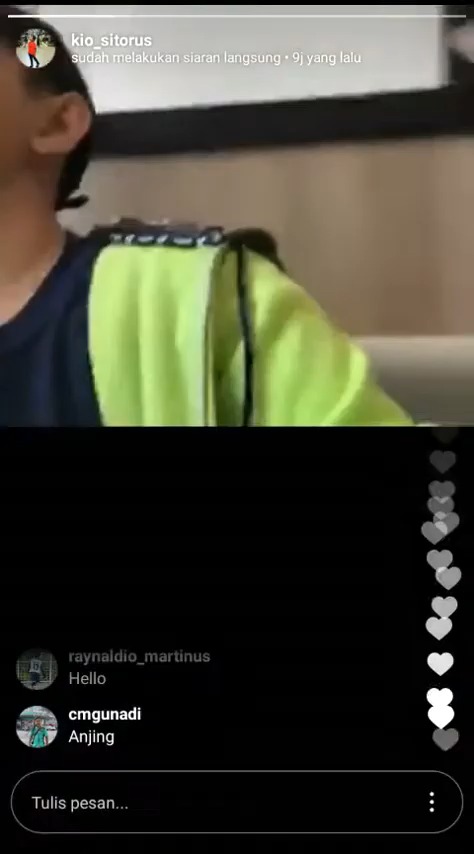 kio_sitorus
sudah melakukan siaran langsung • 9j yang lalu
raynaldio_martinus
Hello
cmgunadi
Anjing
Tulis pesan...